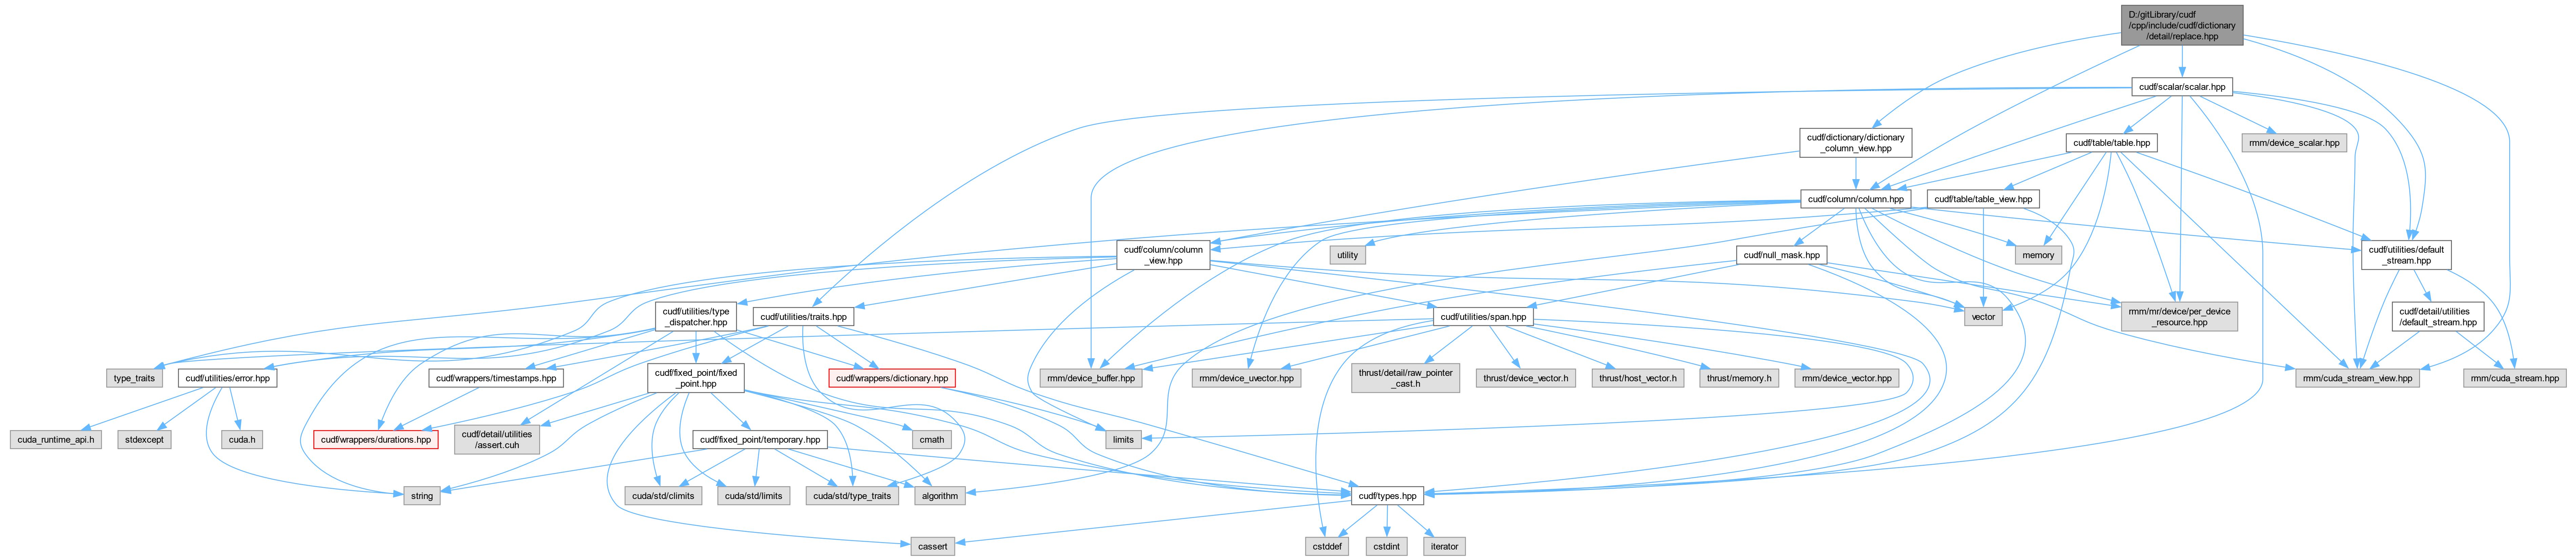 D:/gitLibrary/cudf
/cpp/include/cudf/dictionary
/detail/replace.hpp
cudf/scalar/scalar.hpp
cudf/dictionary/dictionary
_column_view.hpp
cudf/table/table.hpp
rmm/device_scalar.hpp
cudf/column/column.hpp
cudf/table/table_view.hpp
cudf/column/column
_view.hpp
utility
cudf/null_mask.hpp
memory
cudf/utilities/default
_stream.hpp
cudf/utilities/type
_dispatcher.hpp
cudf/utilities/traits.hpp
cudf/utilities/span.hpp
vector
rmm/mr/device/per_device
_resource.hpp
cudf/detail/utilities
/default_stream.hpp
type_traits
cudf/utilities/error.hpp
cudf/wrappers/timestamps.hpp
cudf/fixed_point/fixed
_point.hpp
cudf/wrappers/dictionary.hpp
rmm/device_buffer.hpp
rmm/device_uvector.hpp
thrust/detail/raw_pointer
_cast.h
thrust/device_vector.h
thrust/host_vector.h
thrust/memory.h
rmm/device_vector.hpp
rmm/cuda_stream_view.hpp
rmm/cuda_stream.hpp
cuda_runtime_api.h
stdexcept
cuda.h
cudf/wrappers/durations.hpp
cudf/detail/utilities
/assert.cuh
cudf/fixed_point/temporary.hpp
cmath
limits
string
cuda/std/climits
cuda/std/limits
cuda/std/type_traits
algorithm
cudf/types.hpp
cassert
cstddef
cstdint
iterator